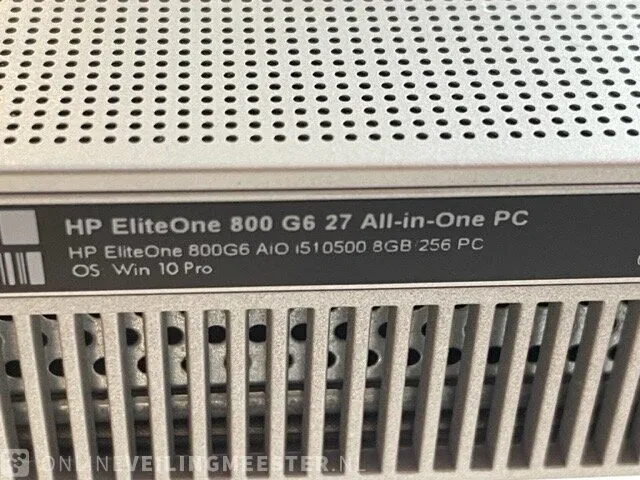 HP EliteOne 800 G6 27 All-in-One PC
HP EliteOne 800G6 AiO i510500 8GB/256 PC
OS Win 10 Pro
ONLINEVEILINGMEESTER.NL